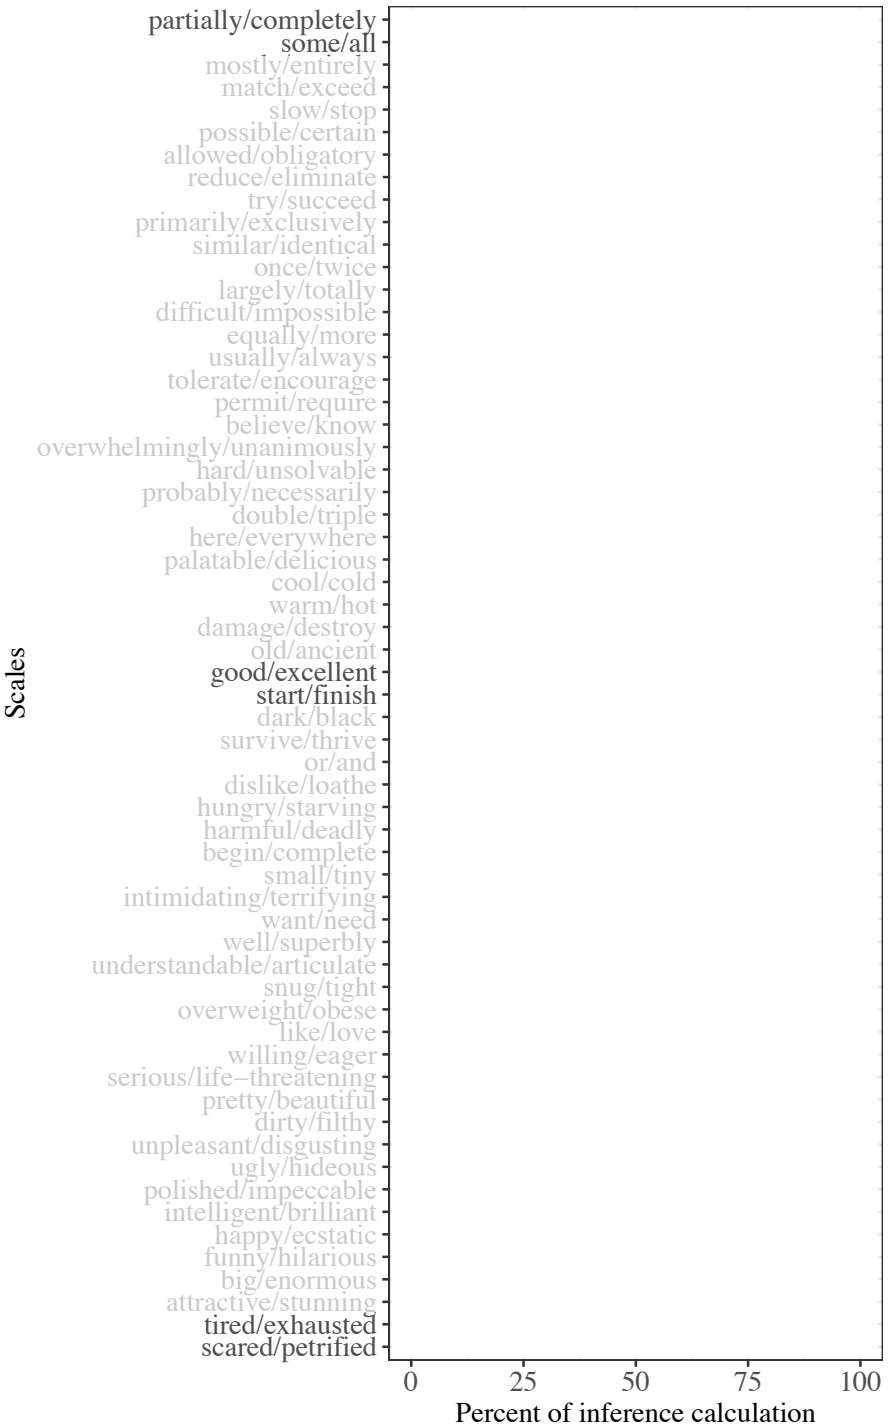 partially/completely
some/all
mostly/entirely
match/exceed
slow/stop
possible/certain
allowed/obligatory
reduce/eliminate
try/succeed
primarily/exclusively
similar/identical
once/twice
largely/totally
difficult/impossible
equally/more
usually/always
tolerate/encourage
permit/require
believe/know
overwhelmingly/unanimously
hard/unsolvable
probably/necessarily
double/triple
here/everywhere
palatable/delicious
cool/cold
warm/hot
damage/destroy
old/ancient
good/excellent
start/finish
dark/black
survive/thrive
or/and
dislike/loathe
hungry/starving
harmful/deadly
begin/complete
small/tiny
intimidating/terrifying
want/need
well/superbly
understandable/articulate
snug/tight
overweight/obese
like/love
willing/eager
serious/life−threatening
pretty/beautiful
dirty/filthy
unpleasant/disgusting
ugly/hideous
polished/impeccable
intelligent/brilliant
happy/ecstatic
funny/hilarious
big/enormous
attractive/stunning
tired/exhausted
scared/petrified
Scales
0 25 50 75 100
Percent of inference calculation